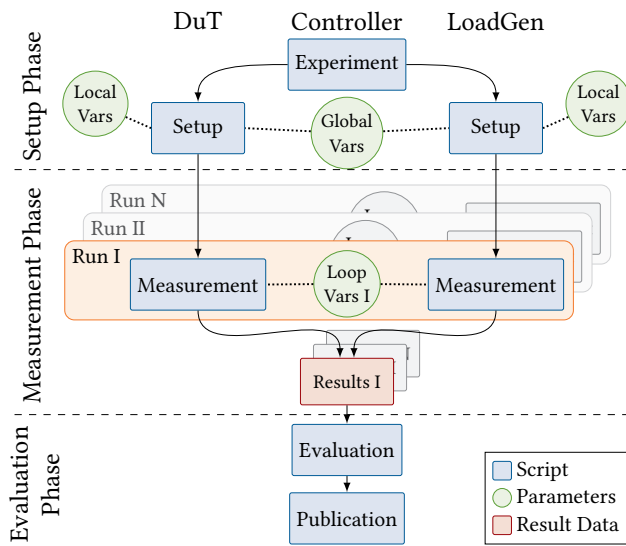 DuT
Controller
LoadGen
Setup Phase
Experiment
Local
Vars
Setup
Global
Vars
Setup
Local
Vars
Measurement Phase
Run N
Run II
Run I
Measurement
Loop
Vars I
Measurement
Results I
Evaluation
Phase
Evaluation
Publication
Script
Parameters
Result Data